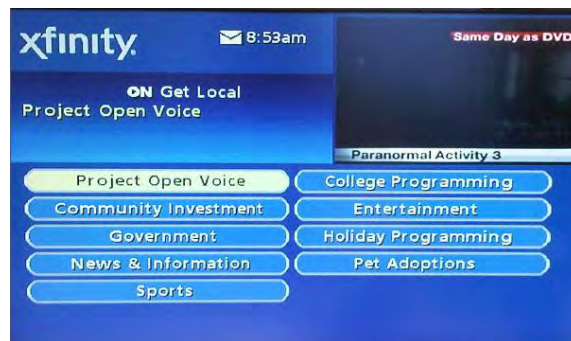 xfinity.
8:53am
Same Day as DVD
ON Get Local
Project Open Voice
Paranormal Activity 3
Project Open Voice
College Programming
Community Investment
Entertainment
Government
Holiday Programming
News & Information
Pet Adoptions
Sports